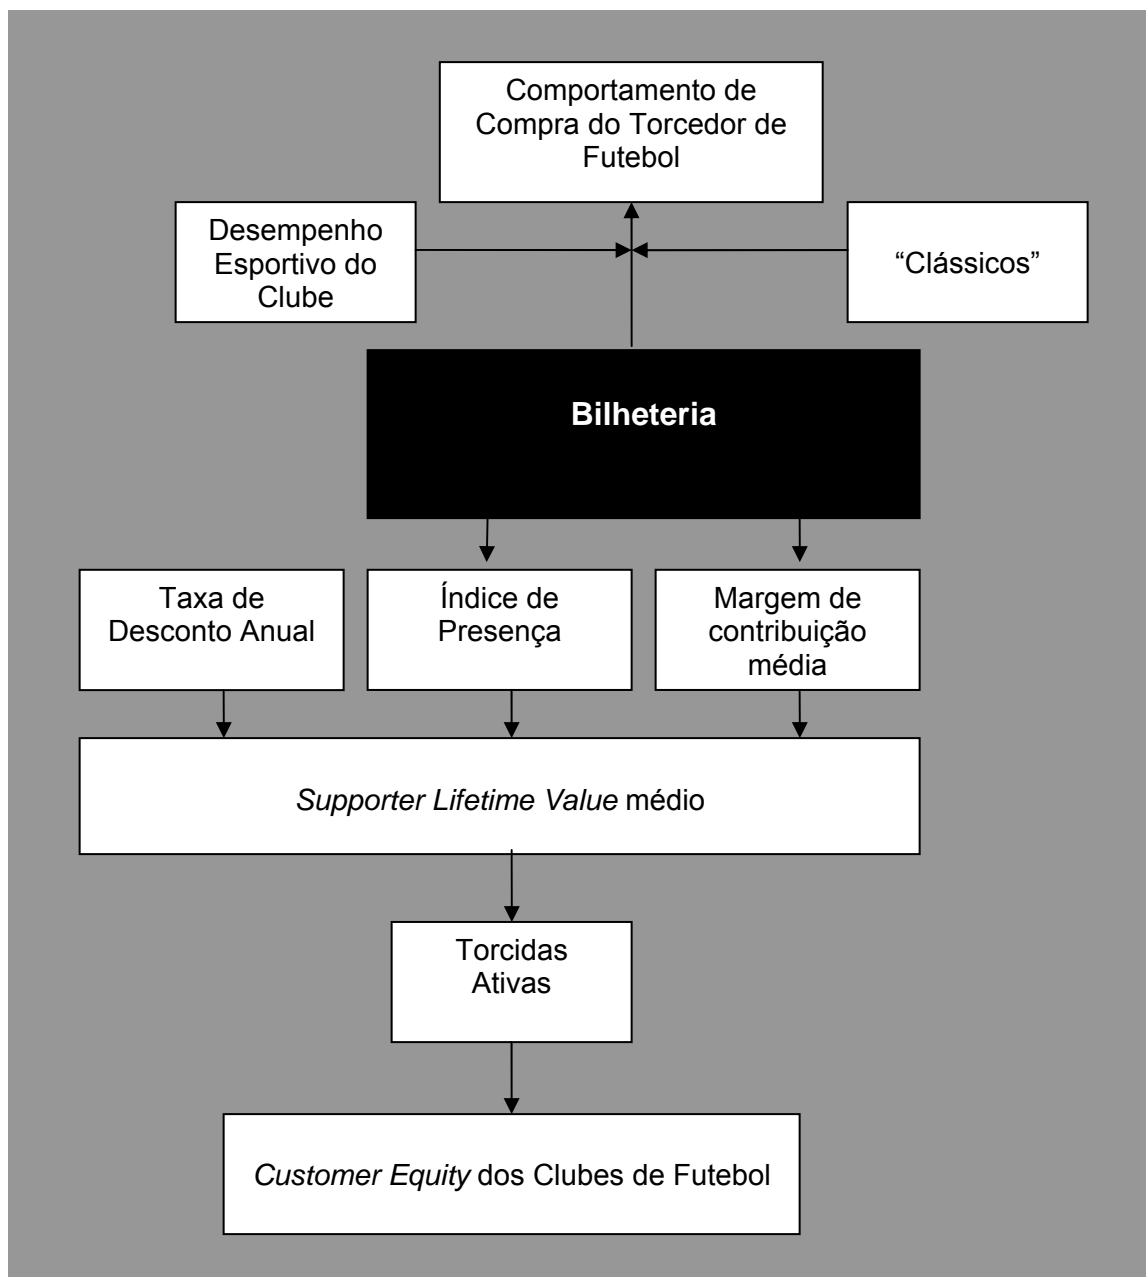 Comportamento de
Compra do Torcedor de
Futebol
Desempenho
Esportivo do
Clube
“Clássicos”
Bilheteria
Taxa de
Desconto Anual
Índice de
Presença
Margem de
contribuição
média
Supporter Lifetime Value médio
Torcidas
Ativas
Customer Equity dos Clubes de Futebol